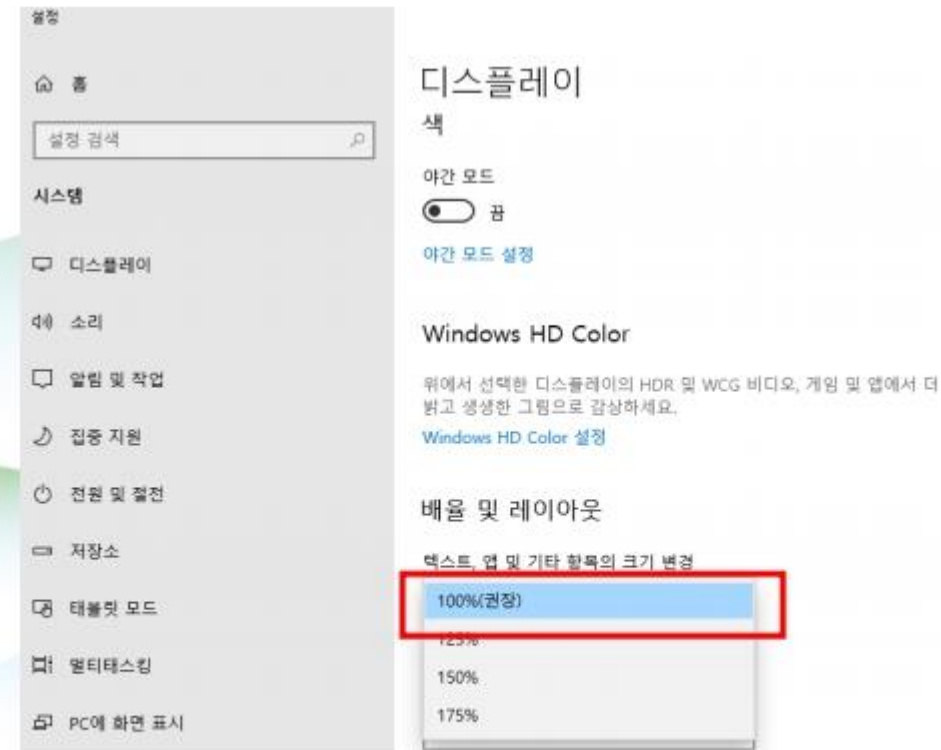 설정
홈
설정 검색
시스템
디스플레이
소리
알림 및 작업
집중 지원
전원 및 절전
저장소
태블릿 모드
멀티태스킹
PC에 화면 표시
디스플레이
색
야간 모드
끔
야간 모드 설정
Windows HD Color
위에서 선택한 디스플레이의 HDR 및 WCG 비디오, 게임 및 앱에서 더
밝고 생생한 그림으로 감상하세요.
Windows HD Color 설정
배율 및 레이아웃
텍스트, 앱 및 기타 항목의 크기 변경
100%(권장)
125%
150%
175%